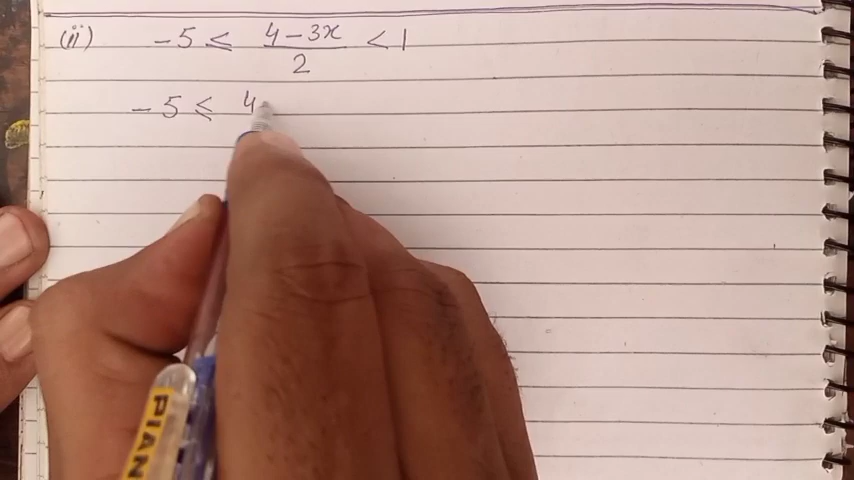 (ii) -5 ≤ (4-3x)/2 < 1
-5 ≤ 4
PIAN